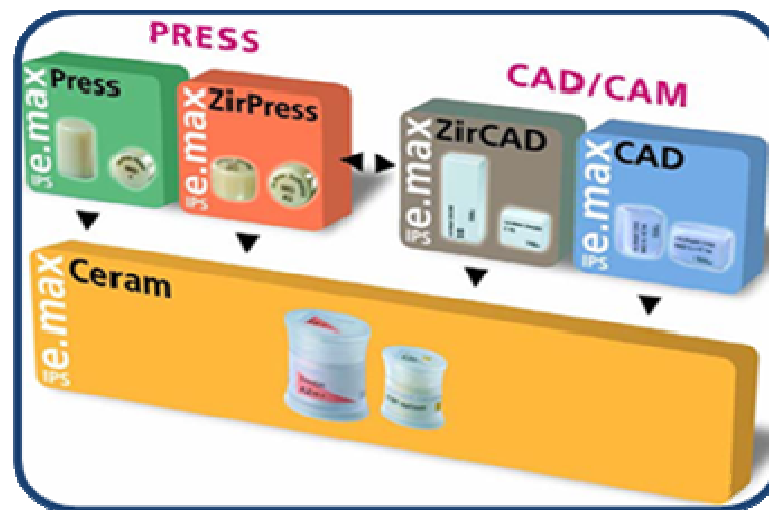 PRESS
CAD/CAM
IPS e.max Press
IPS e.max ZirPress
IPS e.max ZirCAD
IPS e.max CAD
IPS e.max Ceram